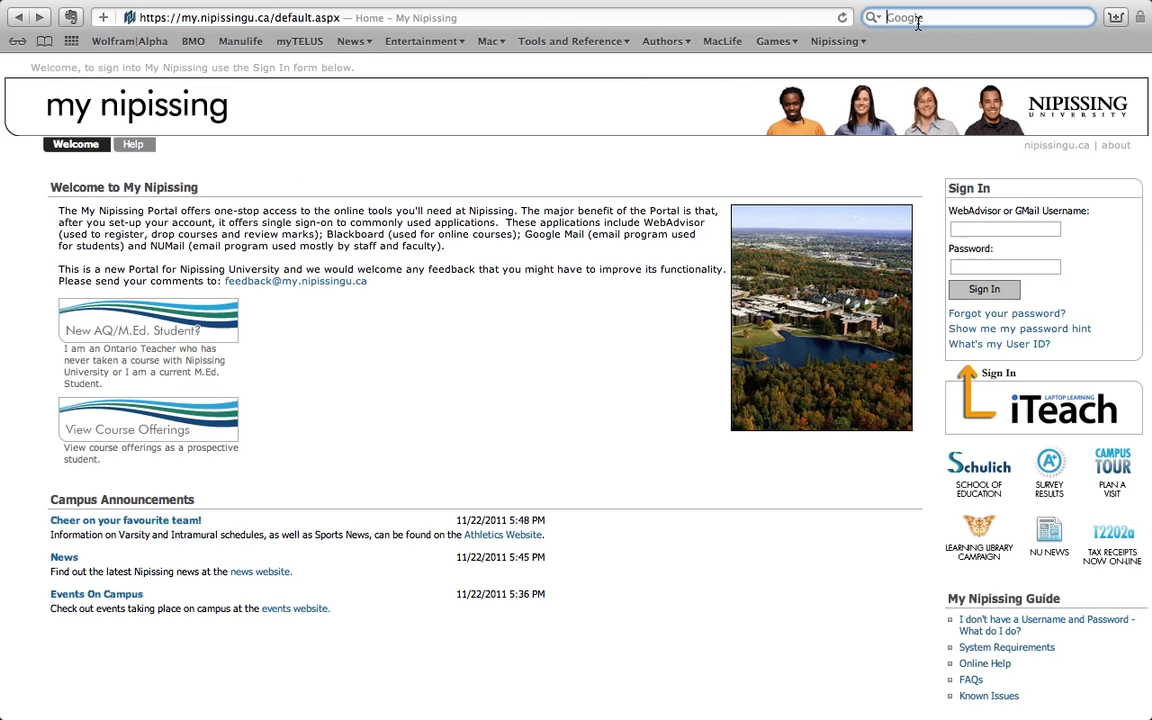 https://my.nipissingu.ca/default.aspx — Home – My Nipissing
Google
Wolfram|Alpha BMO Manulife myTELUS News▾ Entertainment▾ Mac▾ Tools and Reference▾ Authors▾ MacLife Games▾ Nipissing▾
Welcome, to sign into My Nipissing use the Sign In form below.
my nipissing
NIPISSING
UNIVERSITY
Welcome Help
nipissingu.ca | about
Welcome to My Nipissing
The My Nipissing Portal offers one-stop access to the online tools you'll need at Nipissing. The major benefit of the Portal is that,
after you set-up your account, it offers single sign-on to commonly used applications. These applications include WebAdvisor
(used to register, drop courses and review marks); Blackboard (used for online courses); Google Mail (email program used
for students) and NUMail (email program used mostly by staff and faculty).
This is a new Portal for Nipissing University and we would welcome any feedback that you might have to improve its functionality.
Please send your comments to: feedback@my.nipissingu.ca
New AQ/M.Ed. Student?
I am an Ontario Teacher who has
never taken a course with Nipissing
University or I am a current M.Ed.
Student.
View Course Offerings
View course offerings as a prospective
student.
Campus Announcements
Cheer on your favourite team! 11/22/2011 5:48 PM
Information on Varsity and Intramural schedules, as well as Sports News, can be found on the Athletics Website.
News 11/22/2011 5:45 PM
Find out the latest Nipissing news at the news website.
Events On Campus 11/22/2011 5:36 PM
Check out events taking place on campus at the events website.
Sign In
WebAdvisor or GMail Username:
Password:
Sign In
Forgot your password?
Show me my password hint
What's my User ID?
Sign In
LAPTOP LEARNING
iTeach
Schulich
SCHOOL OF
EDUCATION
A+
SURVEY
RESULTS
CAMPUS
TOUR
PLAN A
VISIT
LEARNING LIBRARY
CAMPAIGN
NU NEWS
T2202a
TAX RECEIPTS
NOW ON-LINE
My Nipissing Guide
I don't have a Username and Password -
What do I do?
System Requirements
Online Help
FAQs
Known Issues